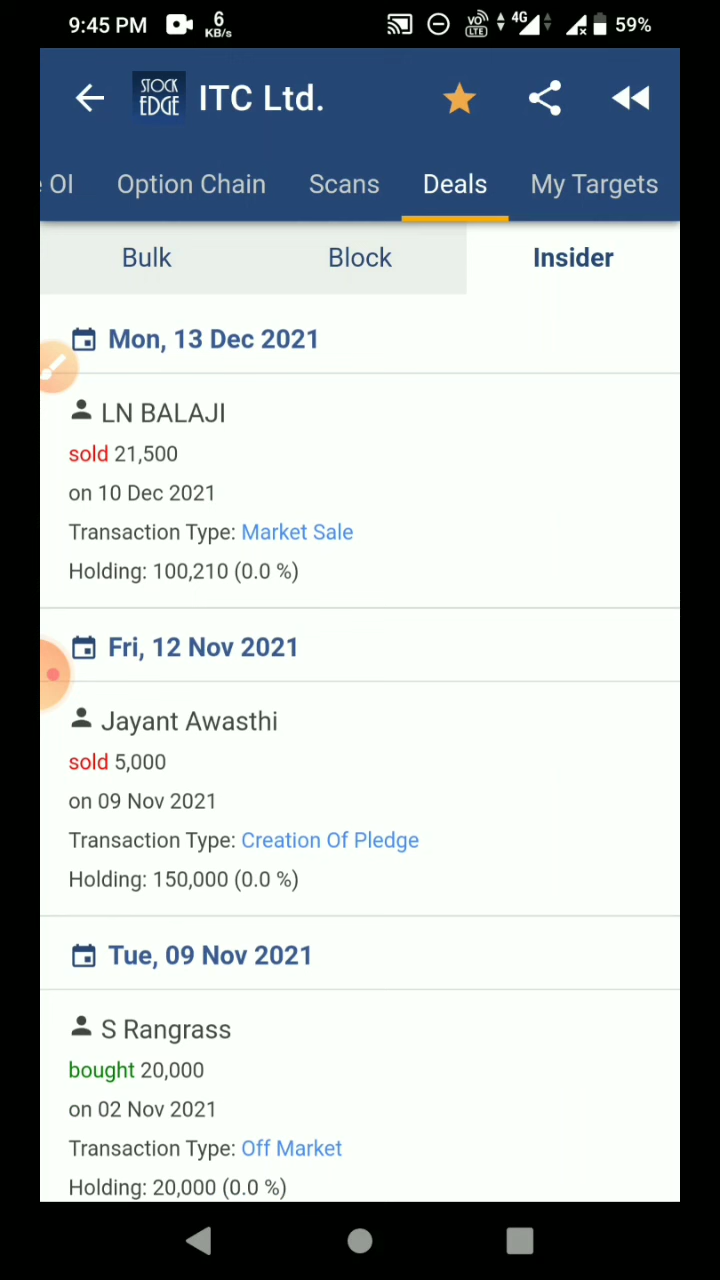 9:45 PM 6 KB/s VO LTE 4G 59%
STOCK EDGE ITC Ltd.
OI Option Chain Scans Deals My Targets
Bulk Block Insider
Mon, 13 Dec 2021
LN BALAJI
sold 21,500
on 10 Dec 2021
Transaction Type: Market Sale
Holding: 100,210 (0.0 %)
Fri, 12 Nov 2021
Jayant Awasthi
sold 5,000
on 09 Nov 2021
Transaction Type: Creation Of Pledge
Holding: 150,000 (0.0 %)
Tue, 09 Nov 2021
S Rangrass
bought 20,000
on 02 Nov 2021
Transaction Type: Off Market
Holding: 20,000 (0.0 %)